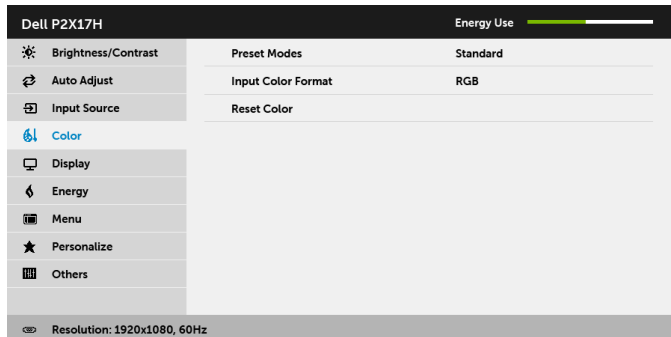 Dell P2X17H Energy Use
Brightness/Contrast Preset Modes Standard
Auto Adjust Input Color Format RGB
Input Source Reset Color
Color
Display
Energy
Menu
Personalize
Others
Resolution: 1920x1080, 60Hz